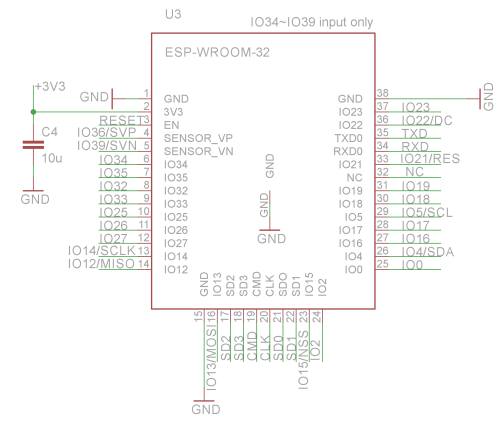 U3
IO34~IO39 input only
ESP-WROOM-32
+3V3
C4
10u
GND
GND 1 GND
2 3V3
RESET 3 EN
IO36/SVP 4 SENSOR_VP
IO39/SVN 5 SENSOR_VN
IO34 6 IO34
IO35 7 IO35
IO32 8 IO32
IO33 9 IO33
IO25 10 IO25
IO26 11 IO26
IO27 12 IO27
IO14/SCLK 13 IO14
IO12/MISO 14 IO12
GND 38 GND
IO23 37 IO23
IO22 36 IO22/DC
TXD0 35 TXD
RXD0 34 RXD
IO21 33 IO21/RES
NC 32 NC
IO19 31 IO19
IO18 30 IO18
IO5 29 IO5/SCL
IO17 28 IO17
IO16 27 IO16
IO4 26 IO4/SDA
IO0 25 IO0
GND
GND
GND
GND 15 GND
IO13 16 IO13/MOSI
SD2 17 SD2
SD3 18 SD3
CMD 19 CMD
CLK 20 CLK
SDO 21 SD0
SD1 22 SD1
IO15 23 IO15/NSS
IO2 24 IO2